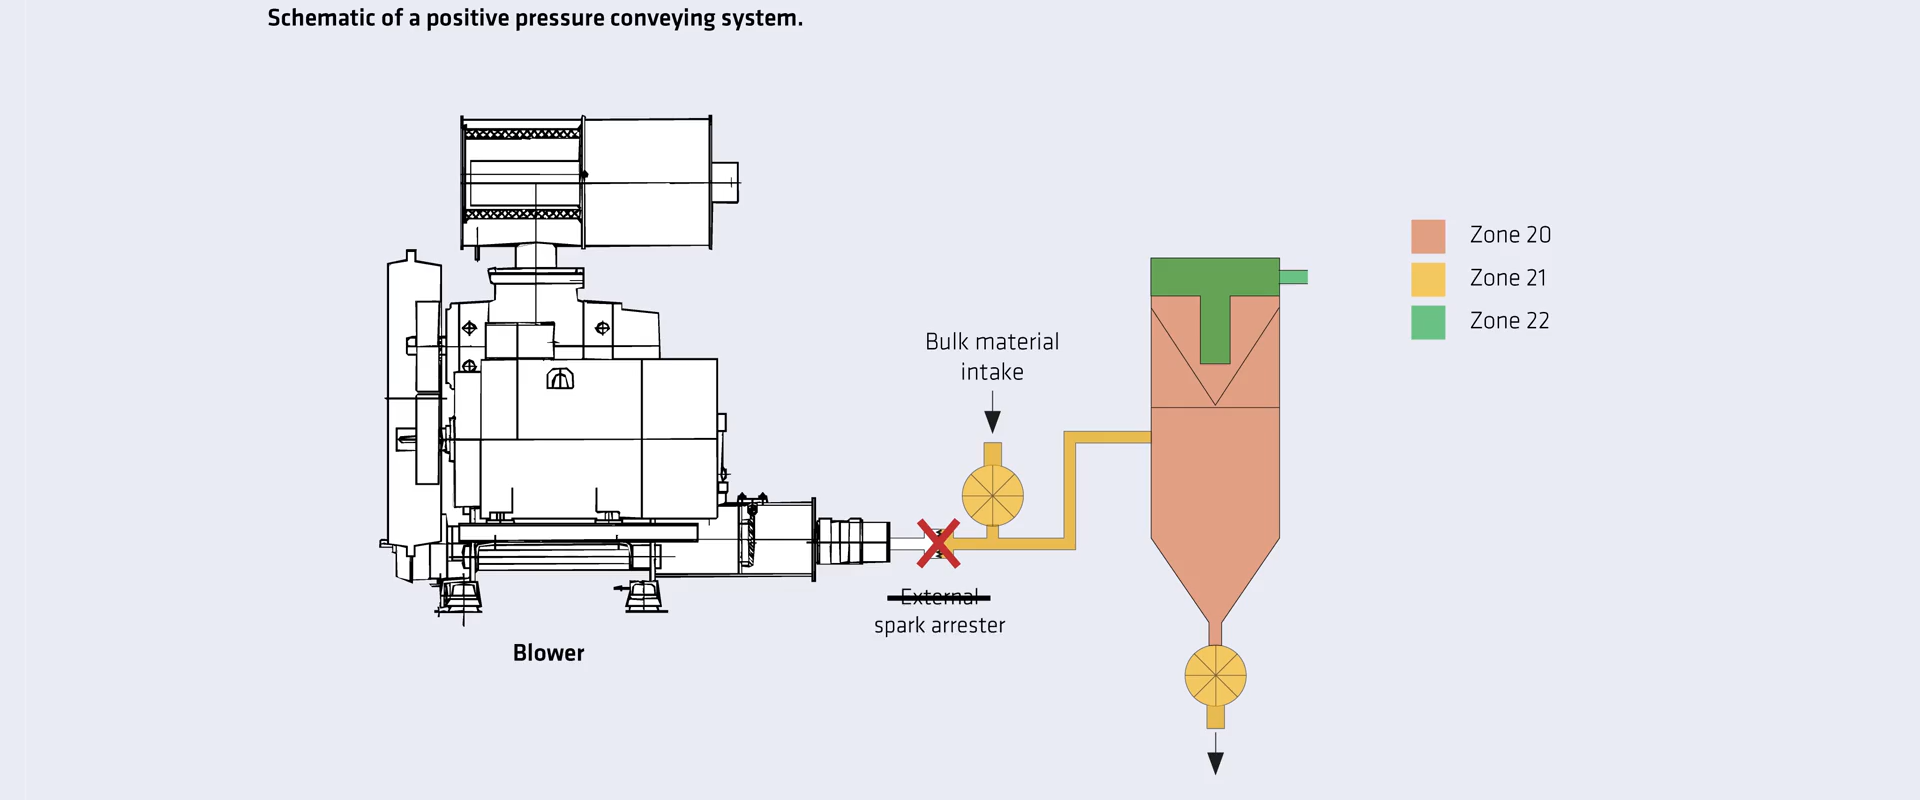 Schematic of a positive pressure conveying system.
Zone 20
Zone 21
Zone 22
Bulk material
intake
External
spark arrester
Blower